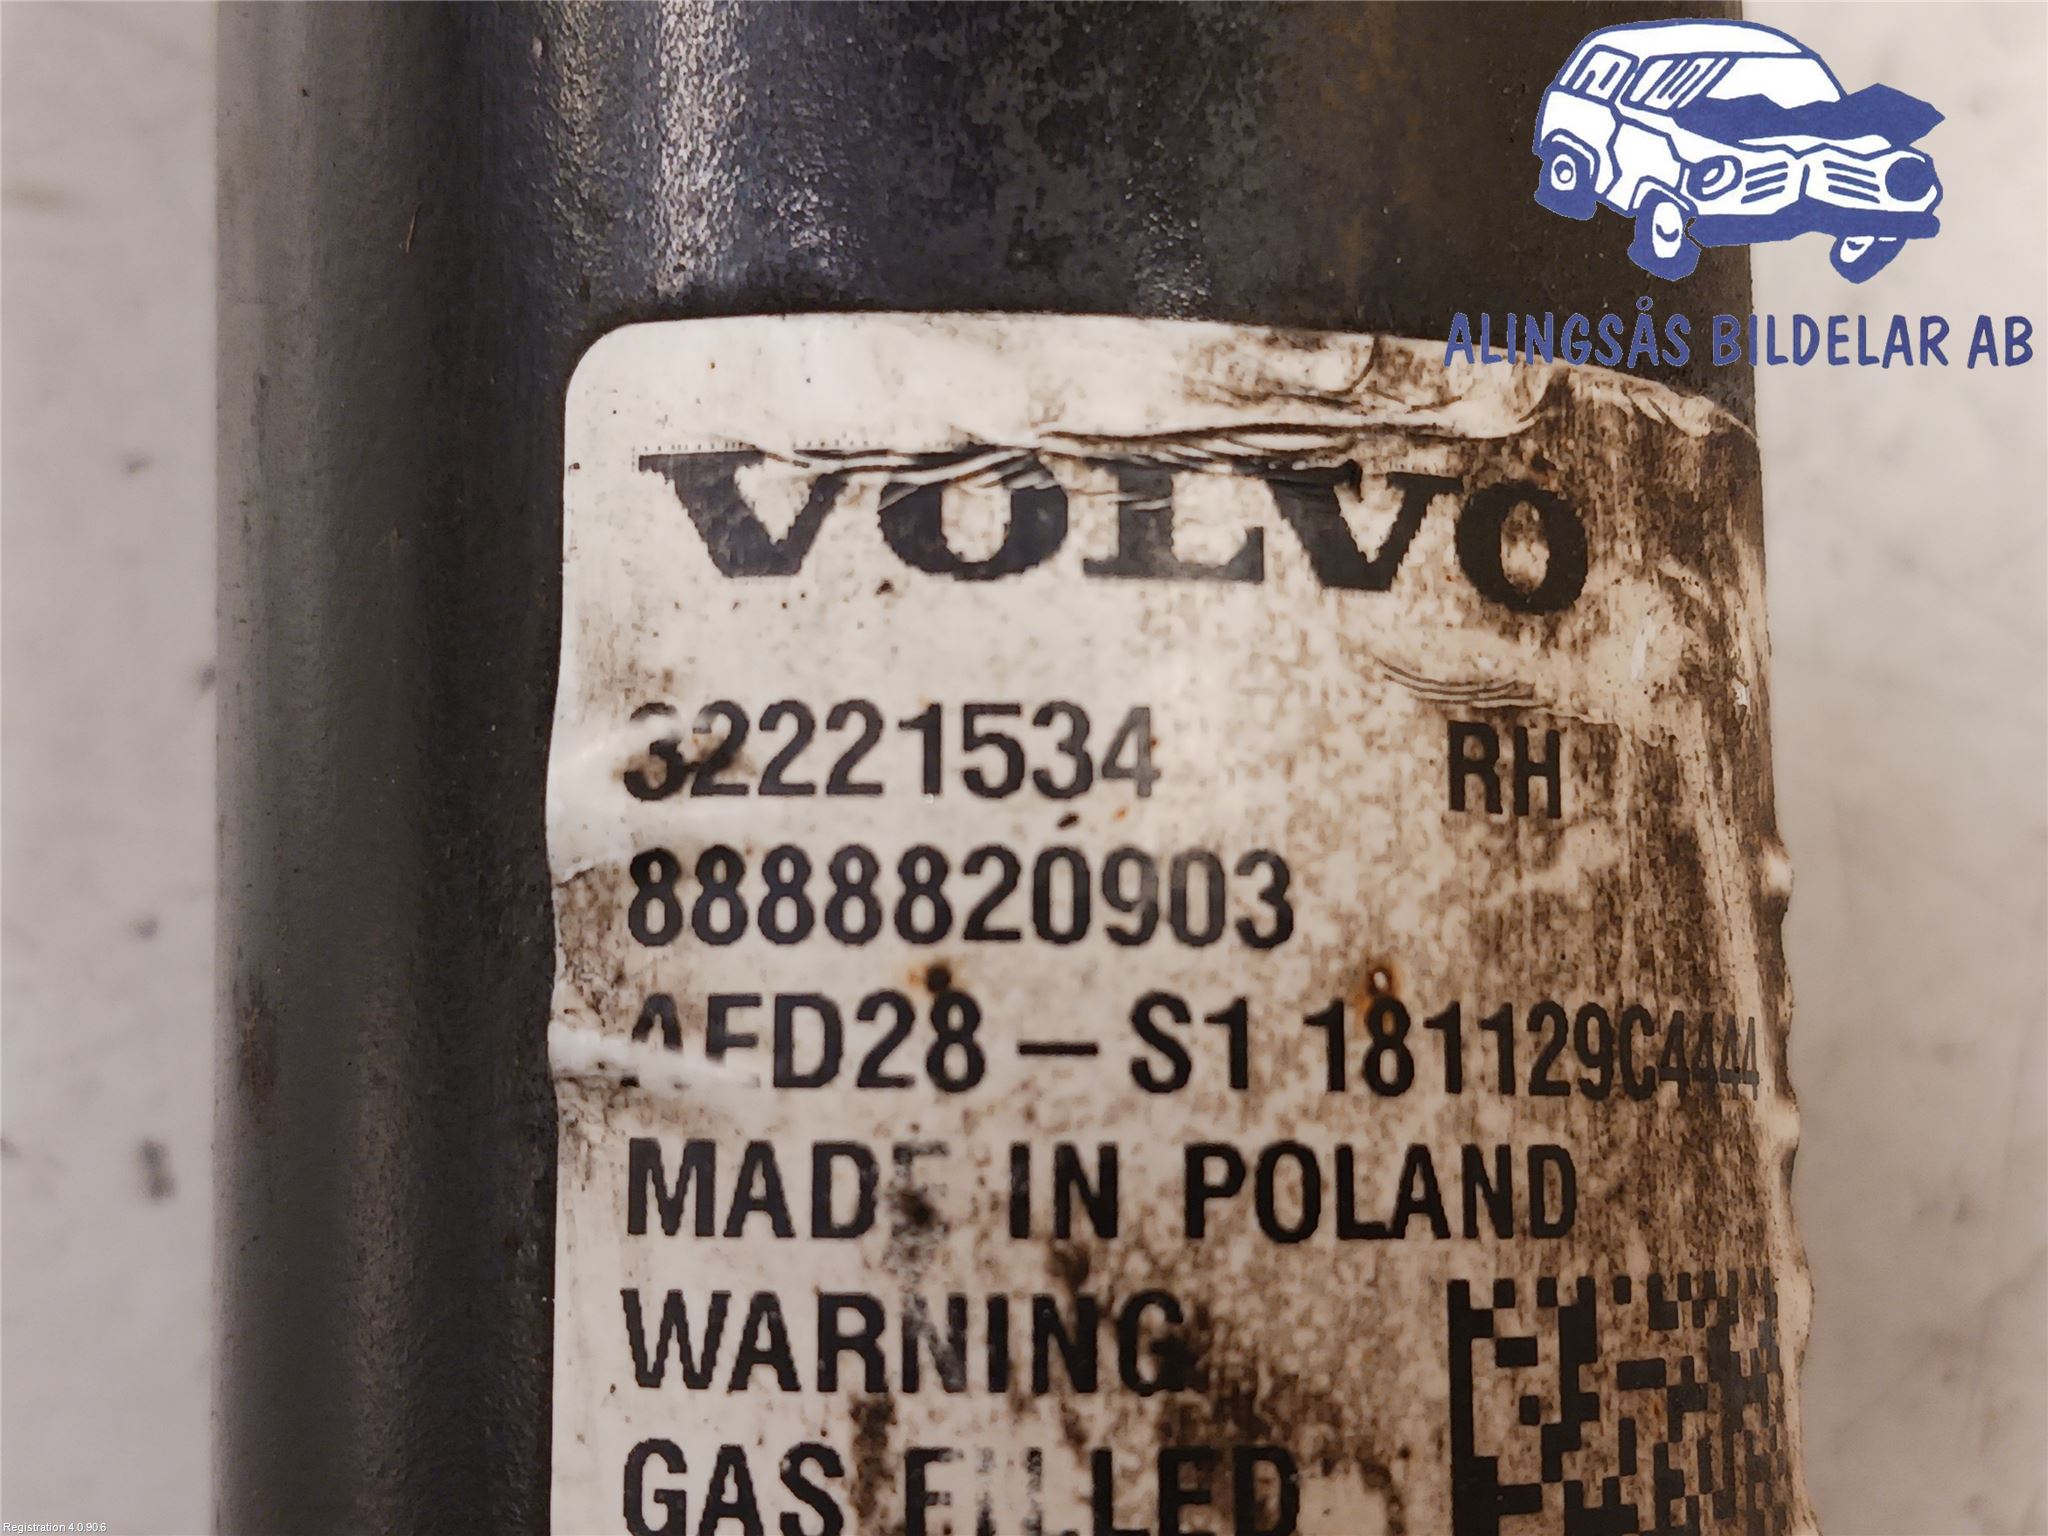 ALINGSÅS BILDELAR AB
VOLVO
32221534 RH
8888820903
AED28-S1 181129C4444
MADE IN POLAND
WARNING
GAS FILLED
Registration 4.0.90.6